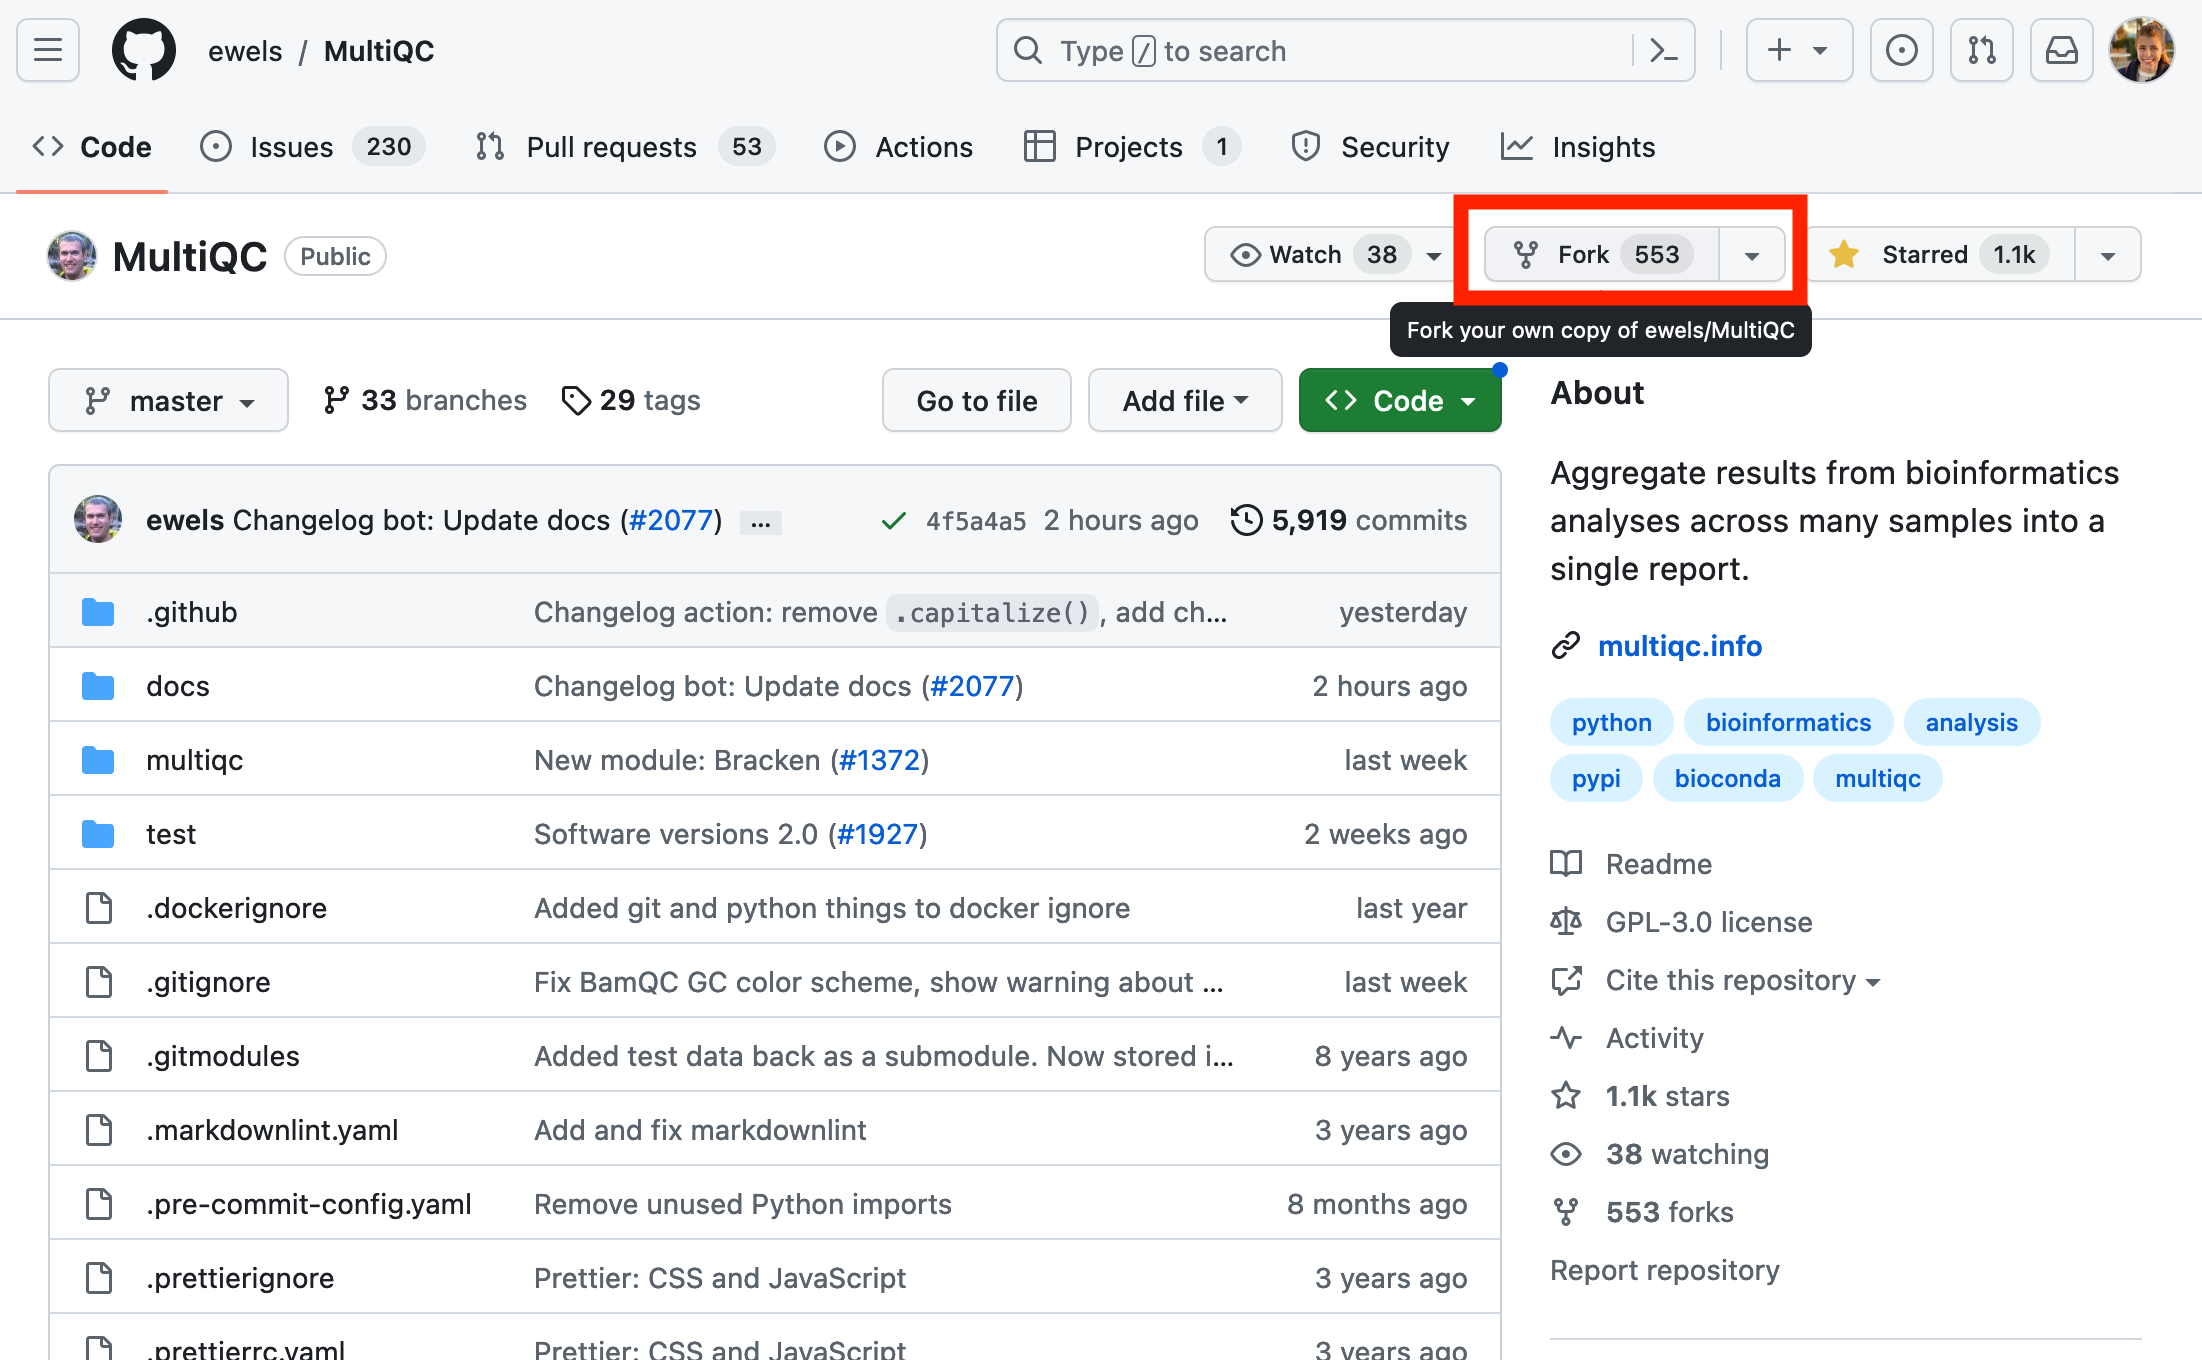 ewels / MultiQC Type / to search
Code Issues 230 Pull requests 53 Actions Projects 1 Security Insights
MultiQC Public Watch 38 Fork 553 Starred 1.1k
Fork your own copy of ewels/MultiQC
master 33 branches 29 tags Go to file Add file Code
ewels Changelog bot: Update docs (#2077) ... 4f5a4a5 2 hours ago 5,919 commits
.github Changelog action: remove .capitalize(), add ch... yesterday
docs Changelog bot: Update docs (#2077) 2 hours ago
multiqc New module: Bracken (#1372) last week
test Software versions 2.0 (#1927) 2 weeks ago
.dockerignore Added git and python things to docker ignore last year
.gitignore Fix BamQC GC color scheme, show warning about ... last week
.gitmodules Added test data back as a submodule. Now stored i... 8 years ago
.markdownlint.yaml Add and fix markdownlint 3 years ago
.pre-commit-config.yaml Remove unused Python imports 8 months ago
.prettierignore Prettier: CSS and JavaScript 3 years ago
.prettierrc.yaml Prettier: CSS and JavaScript 3 years ago
About
Aggregate results from bioinformatics
analyses across many samples into a
single report.
multiqc.info
python bioinformatics analysis
pypi bioconda multiqc
Readme
GPL-3.0 license
Cite this repository
Activity
1.1k stars
38 watching
553 forks
Report repository